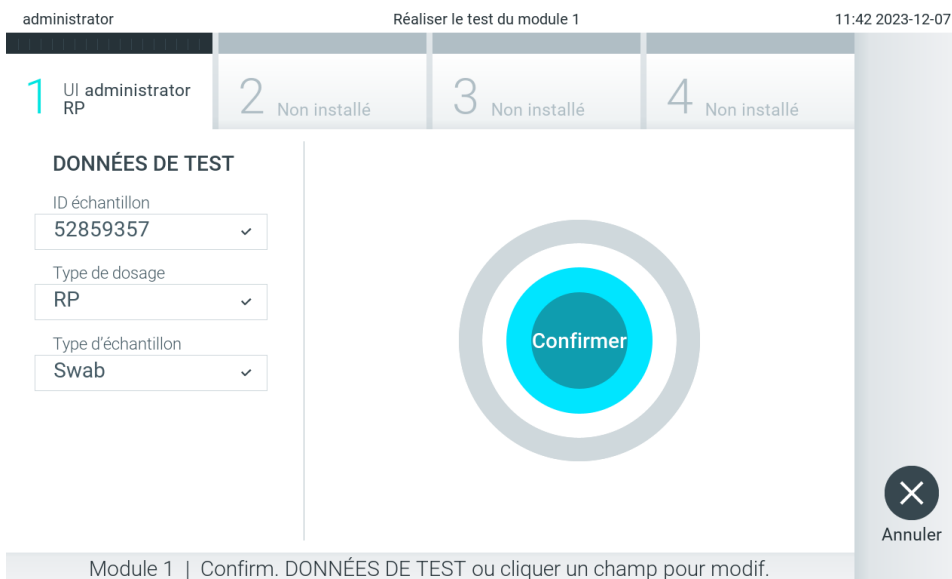 administrator
Réaliser le test du module 1
11:42 2023-12-07
1 UI administrator
RP
2 Non installé
3 Non installé
4 Non installé
DONNÉES DE TEST
ID échantillon
52859357
Type de dosage
RP
Type d'échantillon
Swab
Confirmer
Annuler
Module 1 | Confirm. DONNÉES DE TEST ou cliquer un champ pour modif.